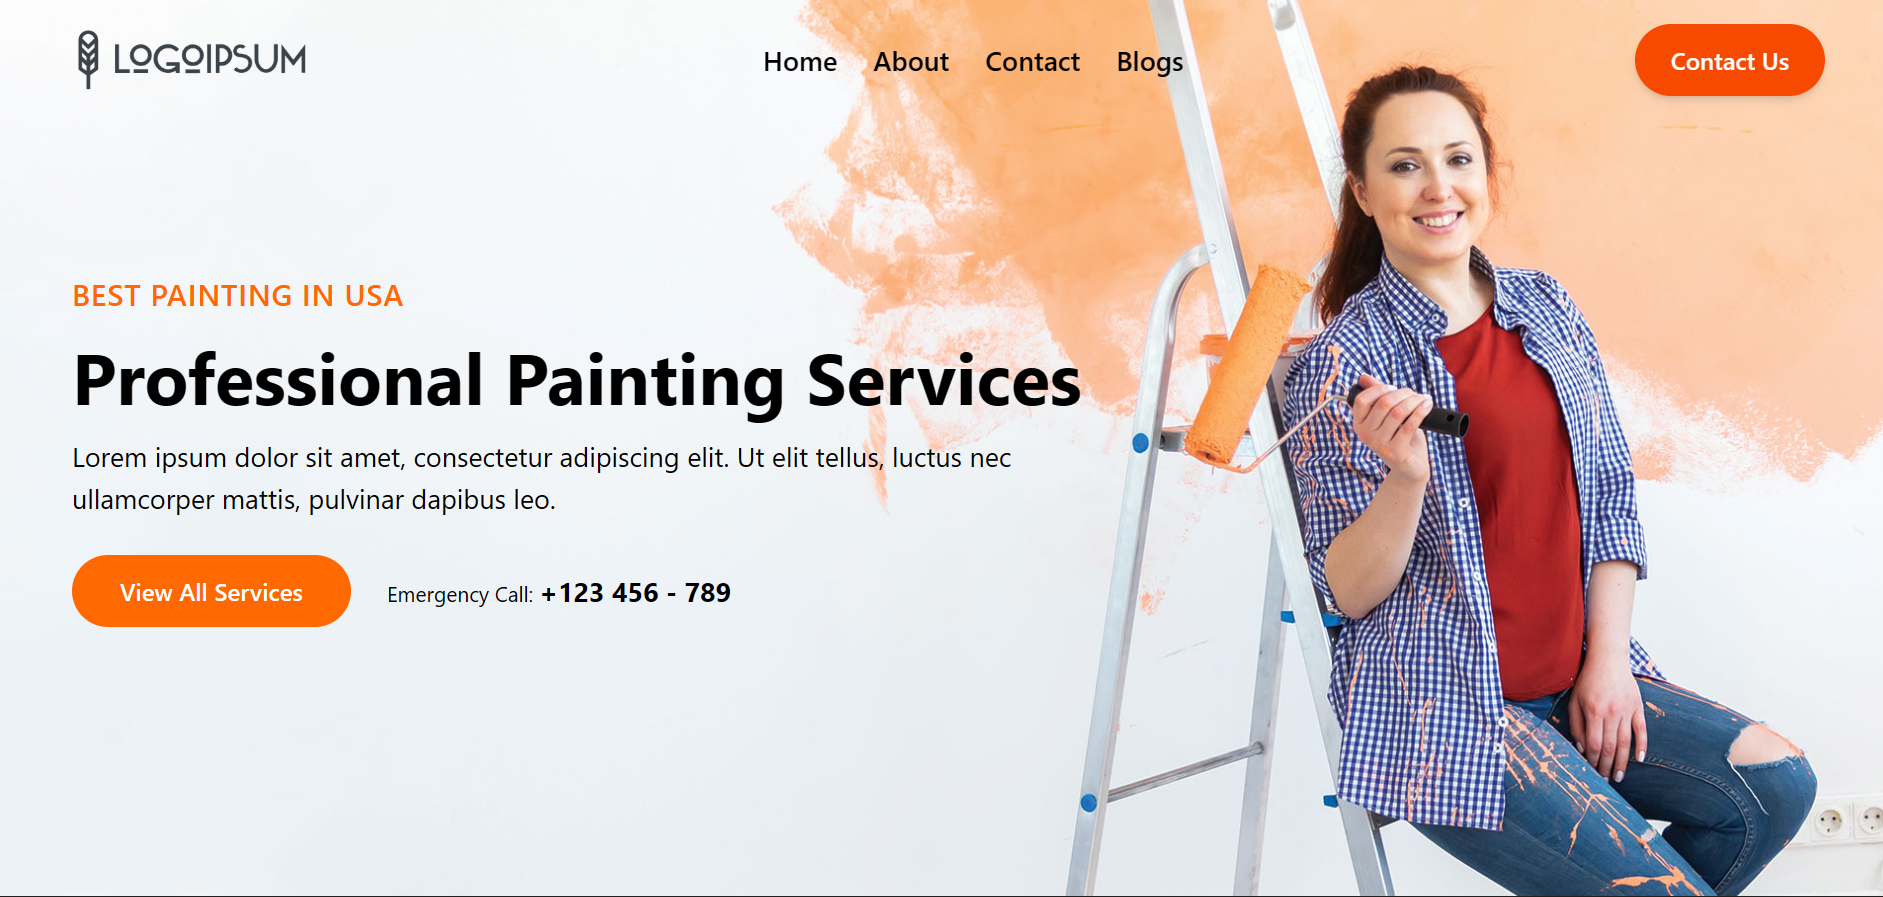 LOGOIPSUM
Home About Contact Blogs
Contact Us
BEST PAINTING IN USA
Professional Painting Services
Lorem ipsum dolor sit amet, consectetur adipiscing elit. Ut elit tellus, luctus nec
ullamcorper mattis, pulvinar dapibus leo.
View All Services
Emergency Call: +123 456 - 789